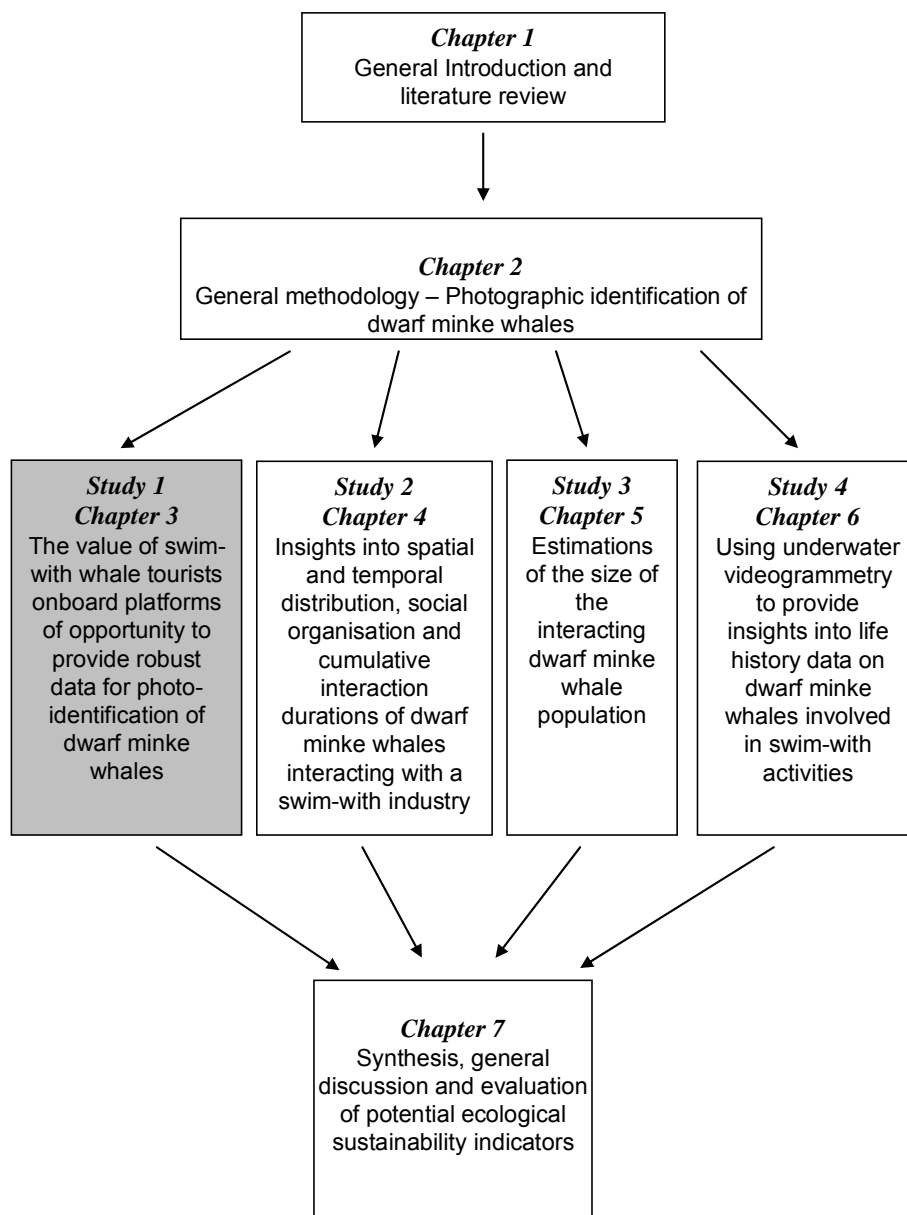 Chapter 1
General Introduction and
literature review
Chapter 2
General methodology – Photographic identification of
dwarf minke whales
Study 1
Chapter 3
The value of swim-
with whale tourists
onboard platforms
of opportunity to
provide robust
data for photo-
identification of
dwarf minke
whales
Study 2
Chapter 4
Insights into spatial
and temporal
distribution, social
organisation and
cumulative
interaction
durations of dwarf
minke whales
interacting with a
swim-with industry
Study 3
Chapter 5
Estimations
of the size of
the
interacting
dwarf minke
whale
population
Study 4
Chapter 6
Using underwater
videogrammetry
to provide
insights into life
history data on
dwarf minke
whales involved
in swim-with
activities
Chapter 7
Synthesis, general
discussion and evaluation
of potential ecological
sustainability indicators